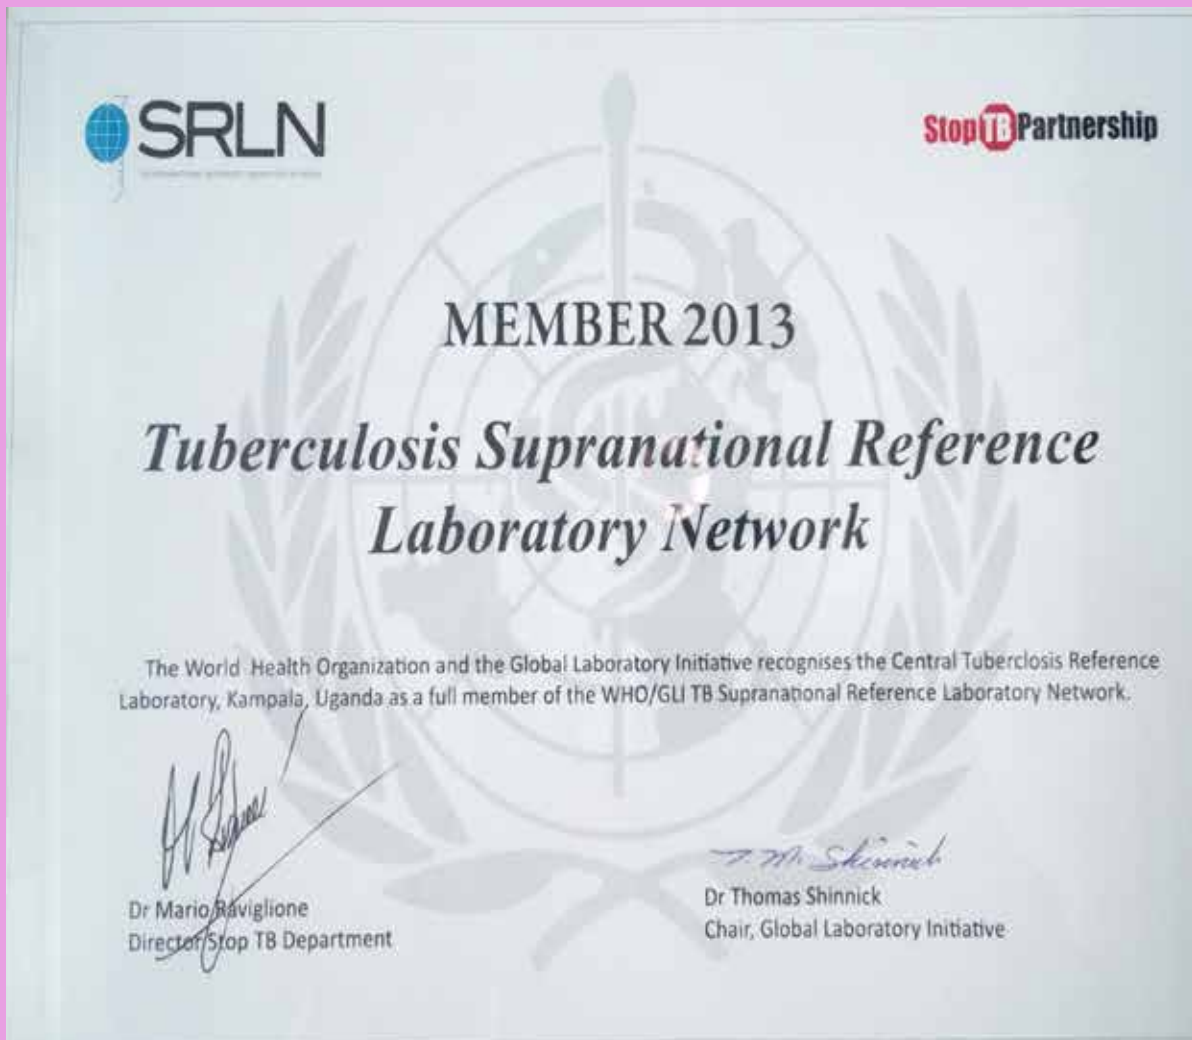 SRLN
StopTBPartnership
MEMBER 2013
Tuberculosis Supranational Reference
Laboratory Network
The World Health Organization and the Global Laboratory Initiative recognises the Central Tuberclosis Reference
Laboratory, Kampala, Uganda as a full member of the WHO/GLI TB Supranational Reference Laboratory Network.
T. M. Shinnick
Dr Mario Raviglione
Director Stop TB Department
Dr Thomas Shinnick
Chair, Global Laboratory Initiative